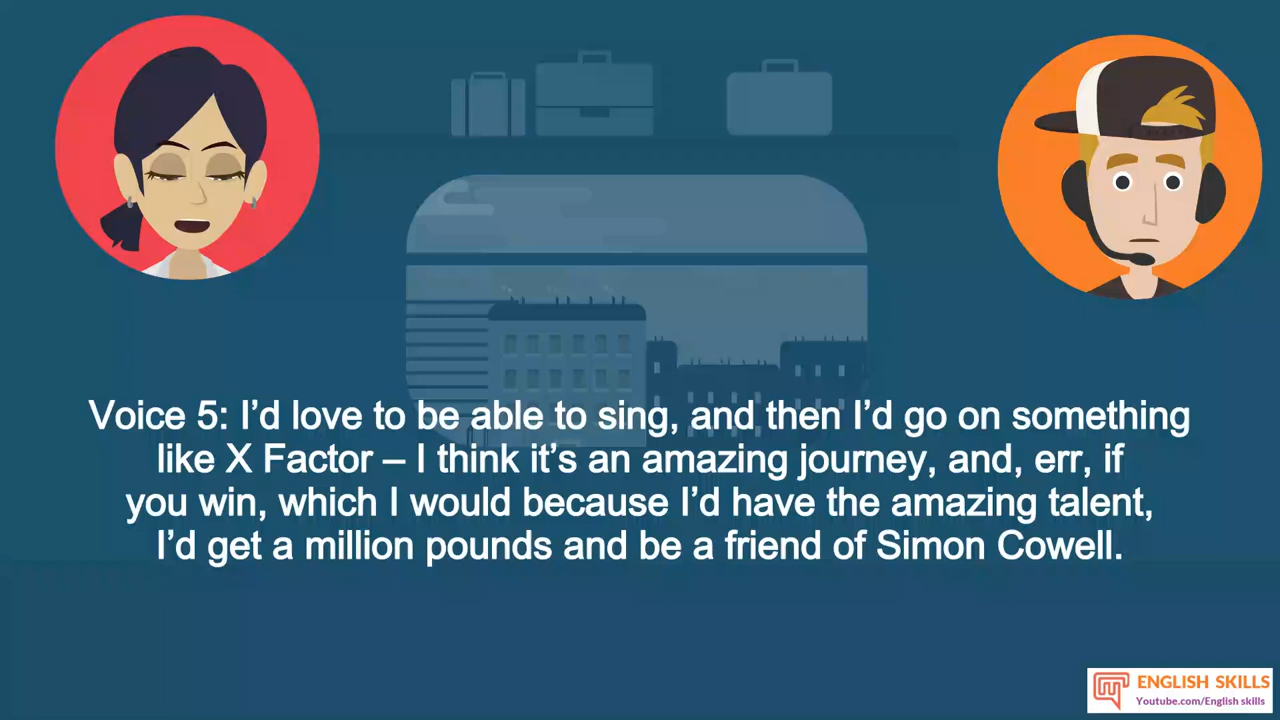 Voice 5: I’d love to be able to sing, and then I’d go on something
like X Factor – I think it’s an amazing journey, and, err, if
you win, which I would because I’d have the amazing talent,
I’d get a million pounds and be a friend of Simon Cowell.
ENGLISH SKILLS
Youtube.com/English skills